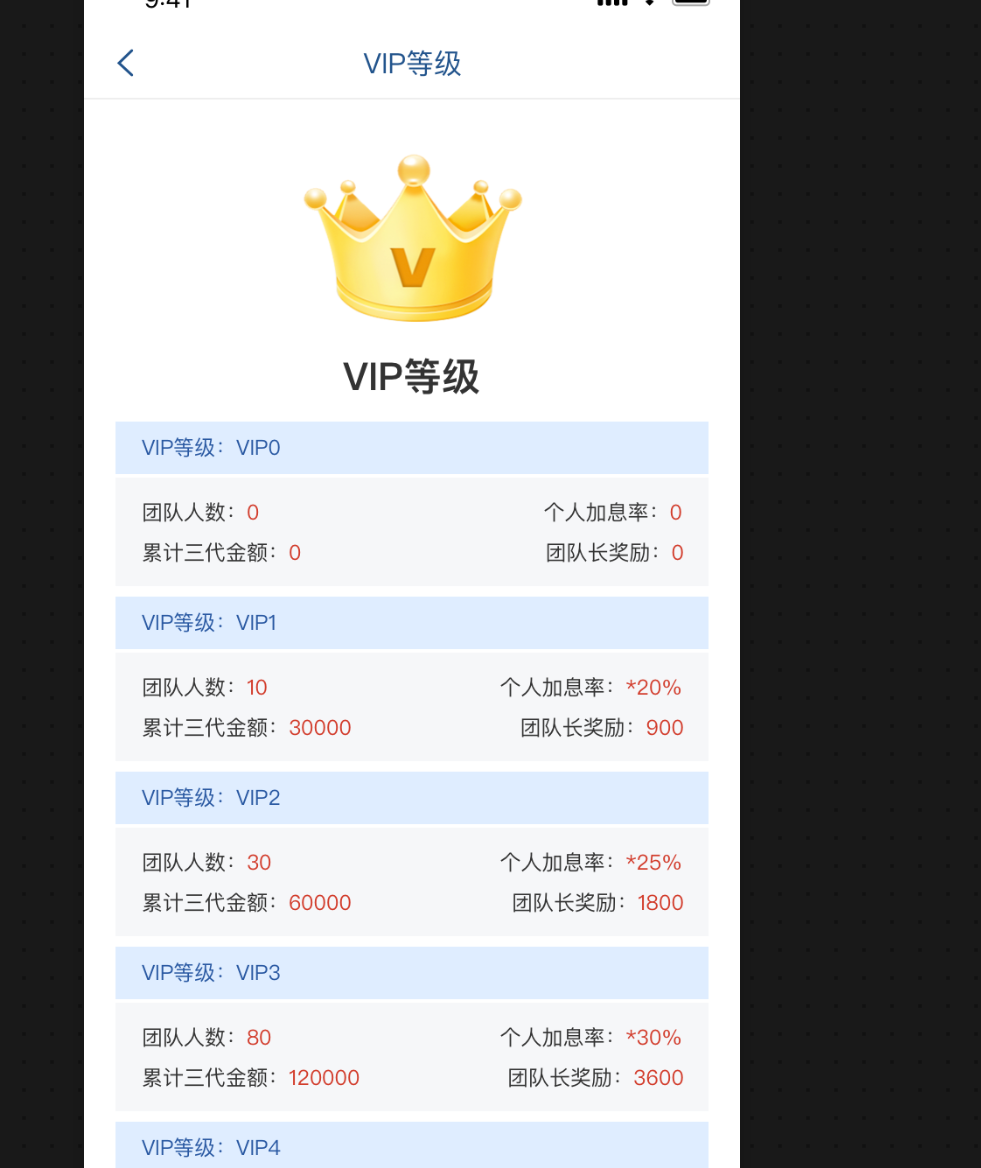 9:41
VIP等级
V
VIP等级
VIP等级：VIP0
团队人数：0 个人加息率：0
累计三代金额：0 团队长奖励：0
VIP等级：VIP1
团队人数：10 个人加息率：*20%
累计三代金额：30000 团队长奖励：900
VIP等级：VIP2
团队人数：30 个人加息率：*25%
累计三代金额：60000 团队长奖励：1800
VIP等级：VIP3
团队人数：80 个人加息率：*30%
累计三代金额：120000 团队长奖励：3600
VIP等级：VIP4